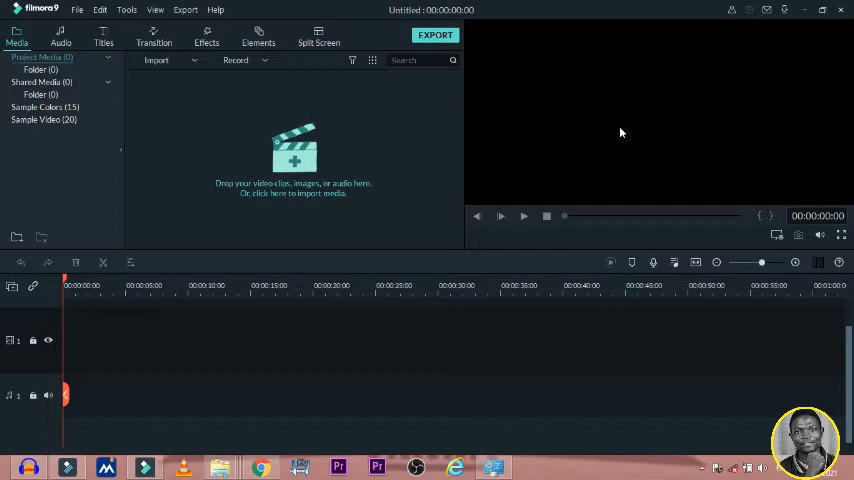 filmora9 File Edit Tools View Export Help Untitled : 00:00:00:00
Media Audio Titles Transition Effects Elements Split Screen EXPORT
Project Media (0)
Folder (0)
Shared Media (0)
Folder (0)
Sample Colors (15)
Sample Video (20)
Import Record Search
Drop your video clips, images, or audio here.
Or, click here to import media.
00:00:00:00
00:00:00:00 00:00:05:00 00:00:10:00 00:00:15:00 00:00:20:00 00:00:25:00 00:00:30:00 00:00:35:00 00:00:40:00 00:00:45:00 00:00:50:00 00:00:55:00 00:01:00:0
1
1
Pr Pr